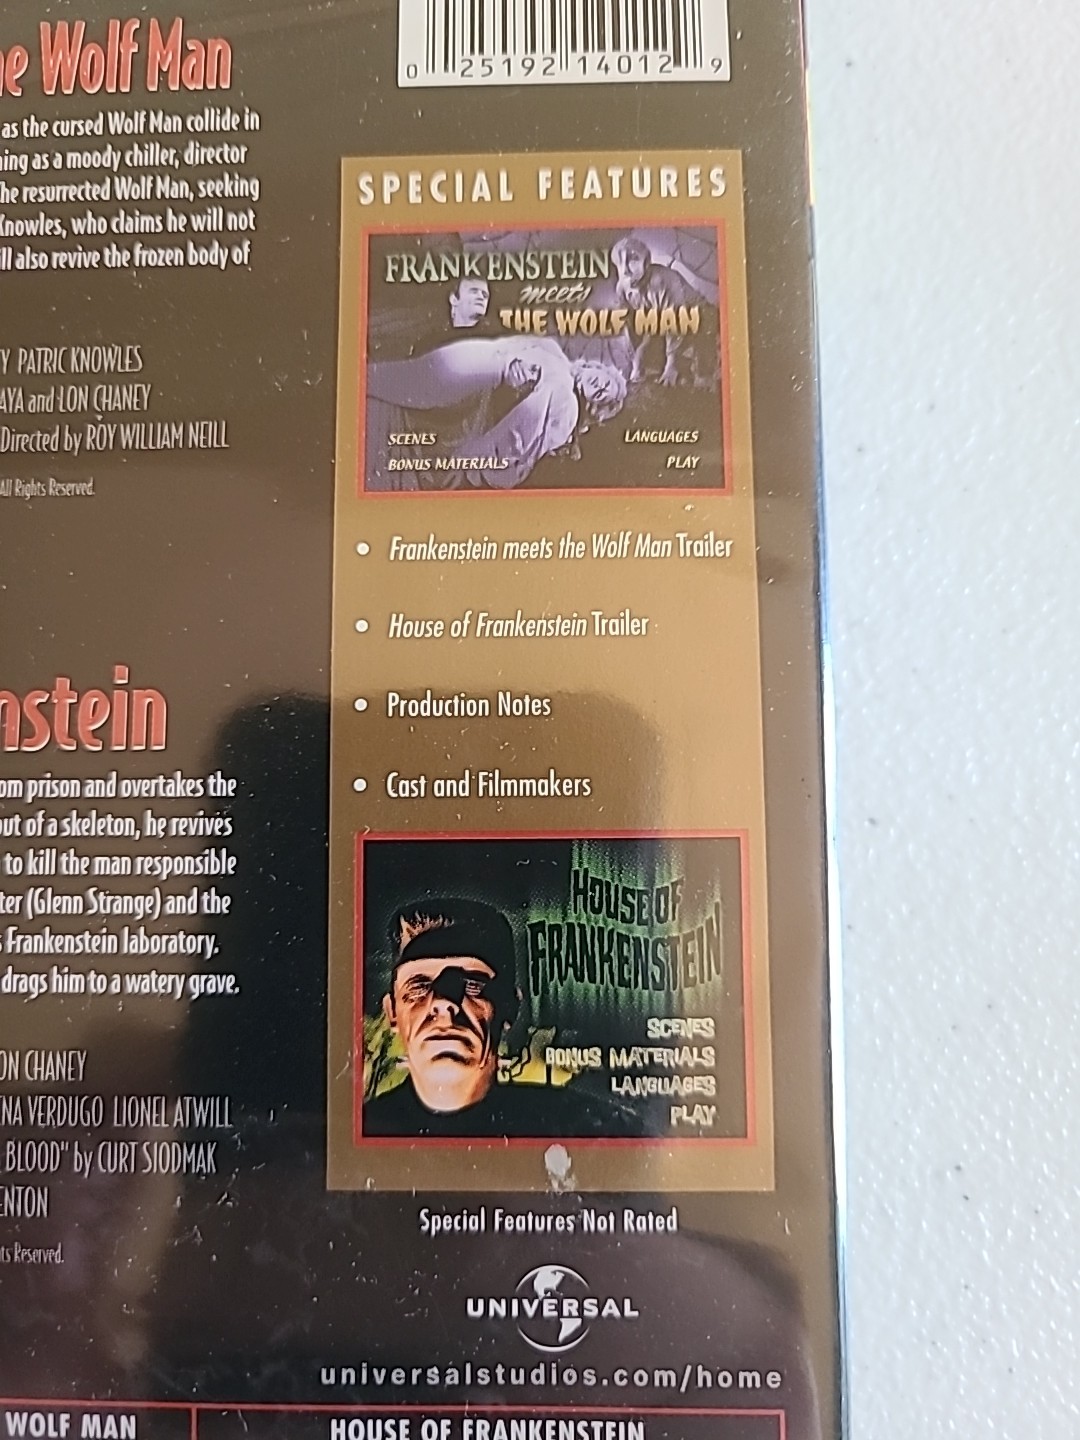 he Wolf Man
as the cursed Wolf Man collide in
ning as a moody chiller, director
he resurrected Wolf Man, seeking
Knowles, who claims he will not
ll also revive the frozen body of
Y PATRIC KNOWLES
AYA and LON CHANEY
Directed by ROY WILLIAM NEILL
All Rights Reserved.
nstein
om prison and overtakes the
out of a skeleton, he revives
to kill the man responsible
ter (Glenn Strange) and the
s Frankenstein laboratory.
drags him to a watery grave.
ON CHANEY
NA VERDUGO LIONEL ATWILL
BLOOD" by CURT SIODMAK
ENTON
ts Reserved.
0 25192 14012 9
SPECIAL FEATURES
FRANKENSTEIN
meets
THE WOLF MAN
SCENES
LANGUAGES
BONUS MATERIALS
PLAY
• Frankenstein meets the Wolf Man Trailer
• House of Frankenstein Trailer
• Production Notes
• Cast and Filmmakers
HOUSE OF
FRANKENSTEIN
SCENES
BONUS MATERIALS
LANGUAGES
PLAY
Special Features Not Rated
UNIVERSAL
universalstudios.com/home
WOLF MAN
HOUSE OF FRANKENSTEIN